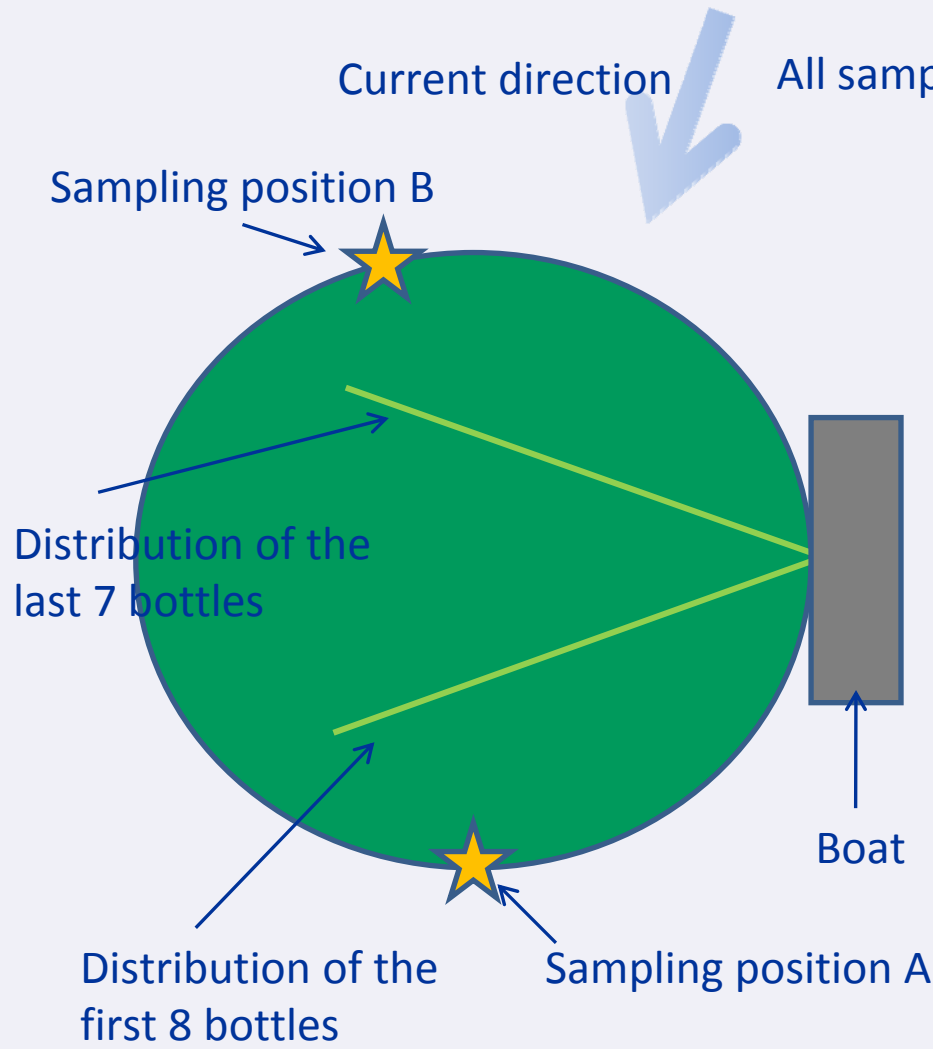 Current direction
All samp
Sampling position B
Distribution of the
last 7 bottles
Boat
Distribution of the
first 8 bottles
Sampling position A